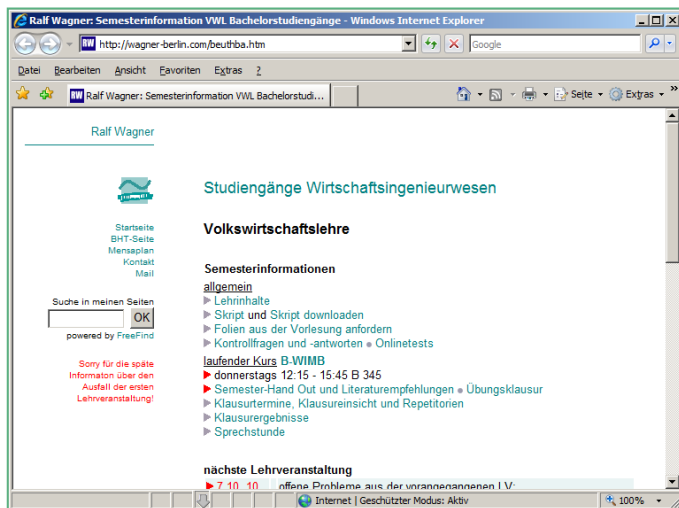 Ralf Wagner: Semesterinformation VWL Bachelorstudiengänge - Windows Internet Explorer
http://wagner-berlin.com/beuthba.htm
Google
Datei Bearbeiten Ansicht Favoriten Extras ?
RW Ralf Wagner: Semesterinformation VWL Bachelorstudi...
Seite Extras »
Ralf Wagner
Studiengänge Wirtschaftsingenieurwesen
Startseite
BHT-Seite
Mensaplan
Kontakt
Mail
Suche in meinen Seiten
OK
powered by FreeFind
Sorry für die späte
Informaton über den
Ausfall der ersten
Lehrveranstaltung!
Volkswirtschaftslehre
Semesterinformationen
allgemein
Lehrinhalte
Skript und Skript downloaden
Folien aus der Vorlesung anfordern
Kontrollfragen und -antworten Onlinetests
laufender Kurs B-WIMB
donnerstags 12:15 - 15:45 B 345
Semester-Hand Out und Literaturempfehlungen Übungsklausur
Klausurtermine, Klausureinsicht und Repetitorien
Klausurergebnisse
Sprechstunde
nächste Lehrveranstaltung
7.10. 10 offene Probleme aus der vorangegangenen LV:
Internet | Geschützter Modus: Aktiv
100%